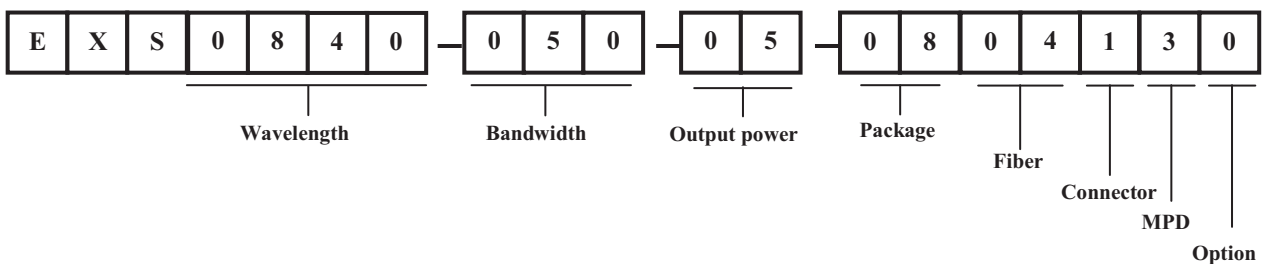 E X S 0 8 4 0 – 0 5 0 – 0 5 – 0 8 0 4 1 3 0
Wavelength Bandwidth Output power Package
Fiber
Connector
MPD
Option